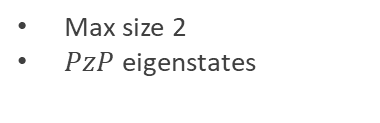 • Max size 2
• PzP eigenstates